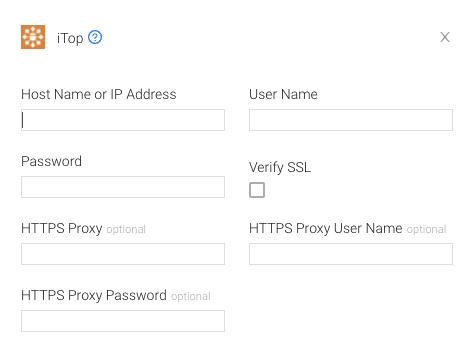 iTop ?
X
Host Name or IP Address
User Name
Password
Verify SSL
HTTPS Proxy optional
HTTPS Proxy User Name optional
HTTPS Proxy Password optional